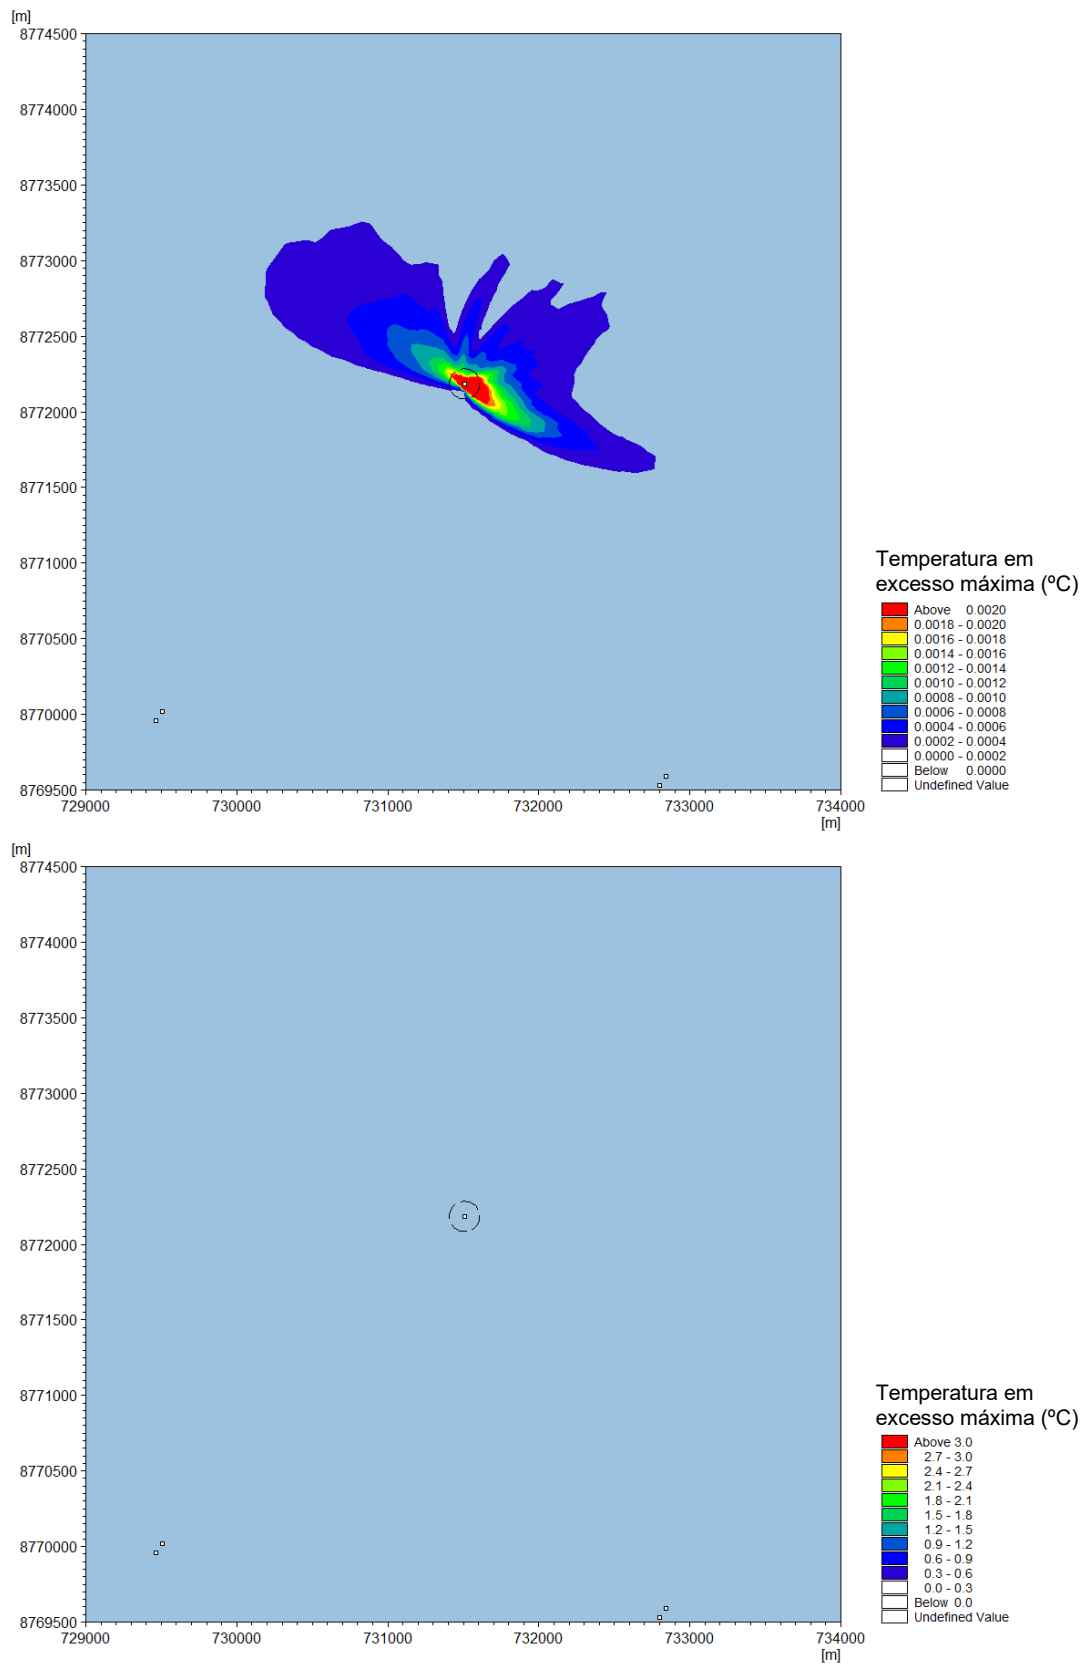 [m]
8774500
8774000
8773500
8773000
8772500
8772000
8771500
8771000
8770500
8770000
8769500
729000 730000 731000 732000 733000 734000
[m]
Temperatura em
excesso máxima (ºC)
Above 0.0020
0.0018 - 0.0020
0.0016 - 0.0018
0.0014 - 0.0016
0.0012 - 0.0014
0.0010 - 0.0012
0.0008 - 0.0010
0.0006 - 0.0008
0.0004 - 0.0006
0.0002 - 0.0004
0.0000 - 0.0002
Below 0.0000
Undefined Value
[m]
8774500
8774000
8773500
8773000
8772500
8772000
8771500
8771000
8770500
8770000
8769500
729000 730000 731000 732000 733000 734000
[m]
Temperatura em
excesso máxima (ºC)
Above 3.0
2.7 - 3.0
2.4 - 2.7
2.1 - 2.4
1.8 - 2.1
1.5 - 1.8
1.2 - 1.5
0.9 - 1.2
0.6 - 0.9
0.3 - 0.6
0.0 - 0.3
Below 0.0
Undefined Value